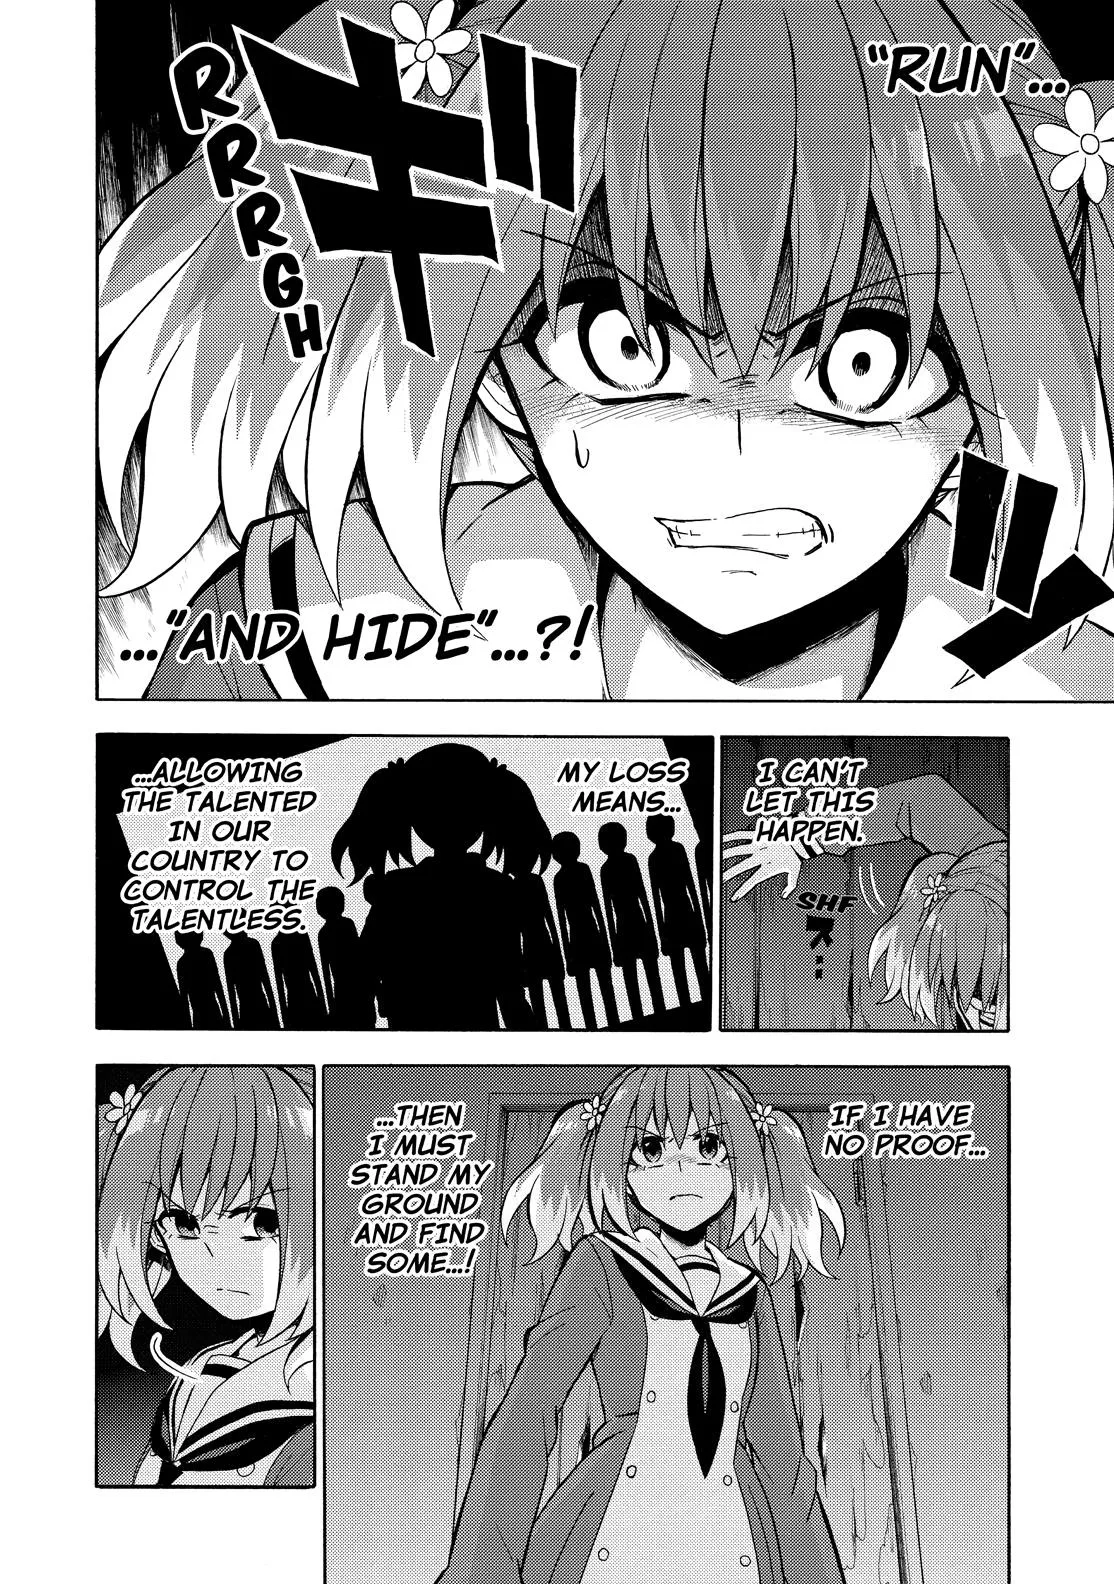 "RUN"...
ギ
RRRGH
リッ
..."AND HIDE"...?!
I CAN'T
LET THIS
HAPPEN.
SHF
ス…
MY LOSS
MEANS...
...ALLOWING
THE TALENTED
IN OUR
COUNTRY TO
CONTROL THE
TALENTLESS.
IF I HAVE
NO PROOF...
...THEN
I MUST
STAND MY
GROUND
AND FIND
SOME...!